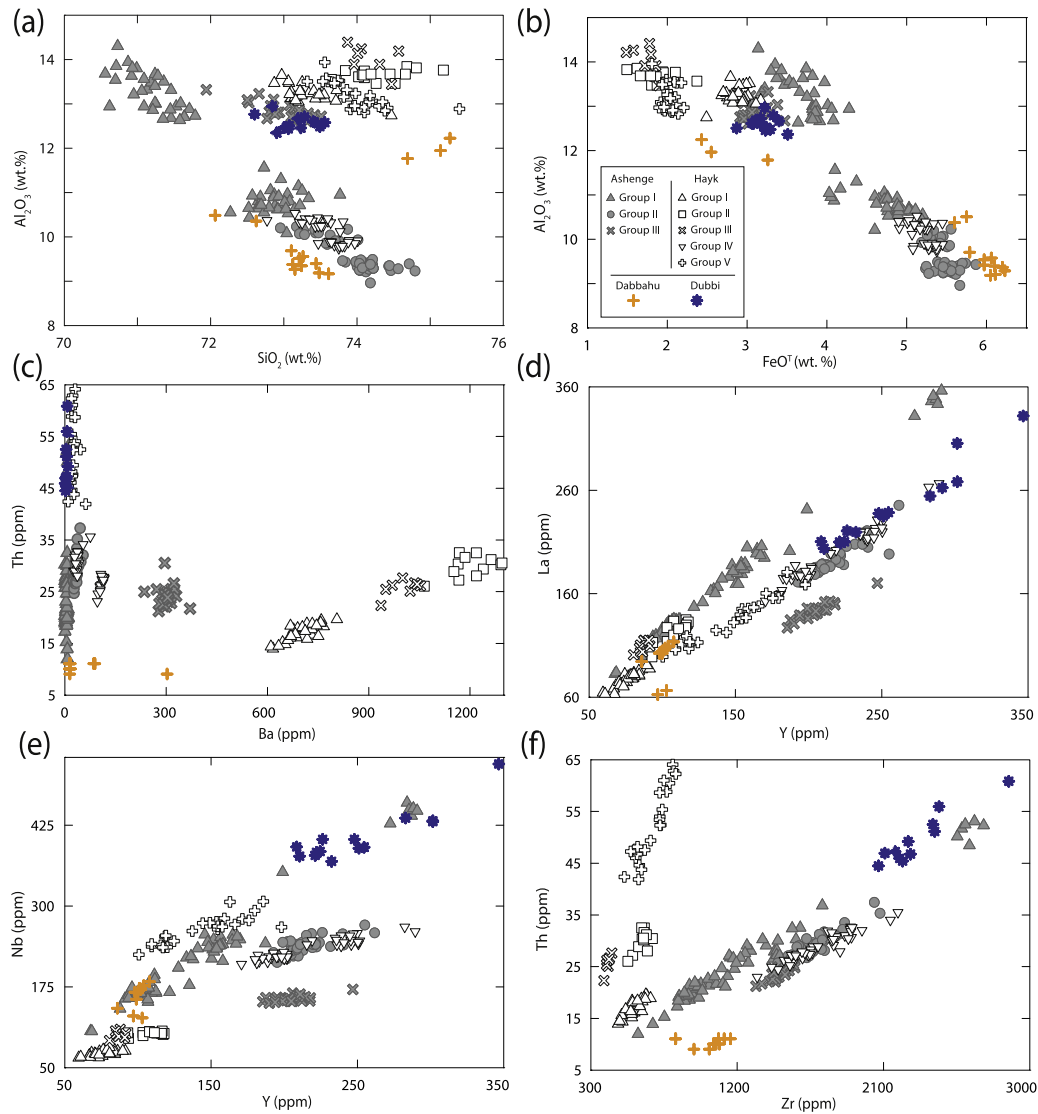 (a)
14
12
10
8
Al₂O₃ (wt.%)
70
72
74
76
SiO₂ (wt.%)
(b)
14
12
10
8
Al₂O₃ (wt.%)
1
2
3
4
5
6
FeOᵀ (wt. %)
Ashenge
Group I
Group II
Group III
Hayk
Group I
Group II
Group III
Group IV
Group V
Dabbahu
Dubbi
(c)
65
55
45
35
25
15
5
Th (ppm)
0
300
600
900
1200
Ba (ppm)
(d)
360
260
160
60
La (ppm)
50
150
250
350
Y (ppm)
(e)
425
300
175
50
Nb (ppm)
50
150
250
350
Y (ppm)
(f)
65
55
45
35
25
15
5
Th (ppm)
300
1200
2100
3000
Zr (ppm)